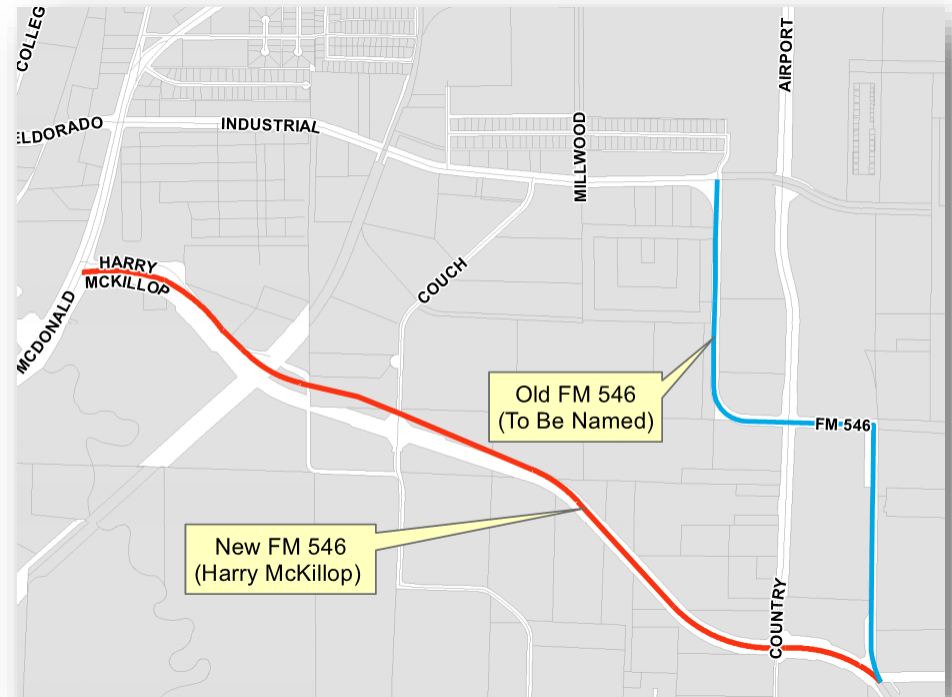 COLLEG
AIRPORT
ELDORADO
INDUSTRIAL
MILLWOOD
HARRY
MCKILLOP
COUCH
MCDONALD
Old FM 546
(To Be Named)
FM 546
New FM 546
(Harry McKillop)
COUNTRY